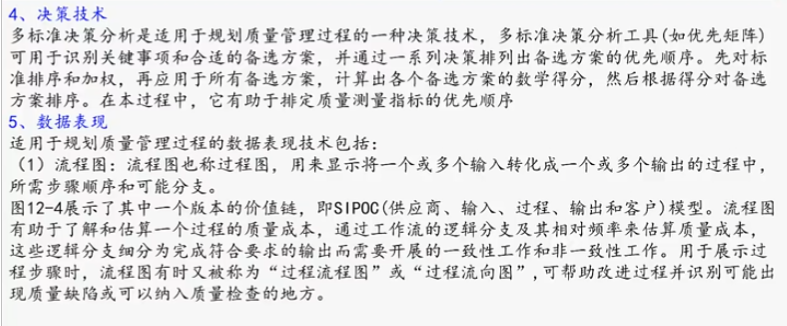 4、决策技术
多标准决策分析是适用于规划质量管理过程的一种决策技术，多标准决策分析工具(如优先矩阵)
可用于识别关键事项和合适的备选方案，并通过一系列决策排列出备选方案的优先顺序。先对标
准排序和加权，再应用于所有备选方案，计算出各个备选方案的数学得分，然后根据得分对备选
方案排序。在本过程中，它有助于排定质量测量指标的优先顺序
5、数据表现
适用于规划质量管理过程的数据表现技术包括：
（1）流程图：流程图也称过程图，用来显示将一个或多个输入转化成一个或多个输出的过程中，
所需步骤顺序和可能分支。
图12-4展示了其中一个版本的价值链，即SIPOC(供应商、输入、过程、输出和客户)模型。流程图
有助于了解和估算一个过程的质量成本，通过工作流的逻辑分支及其相对频率来估算质量成本，
这些逻辑分支细分为完成符合要求的输出而需要开展的一致性工作和非一致性工作。用于展示过
程步骤时，流程图有时又被称为“过程流程图”或“过程流向图”,可帮助改进过程并识别可能出
现质量缺陷或可以纳入质量检查的地方。